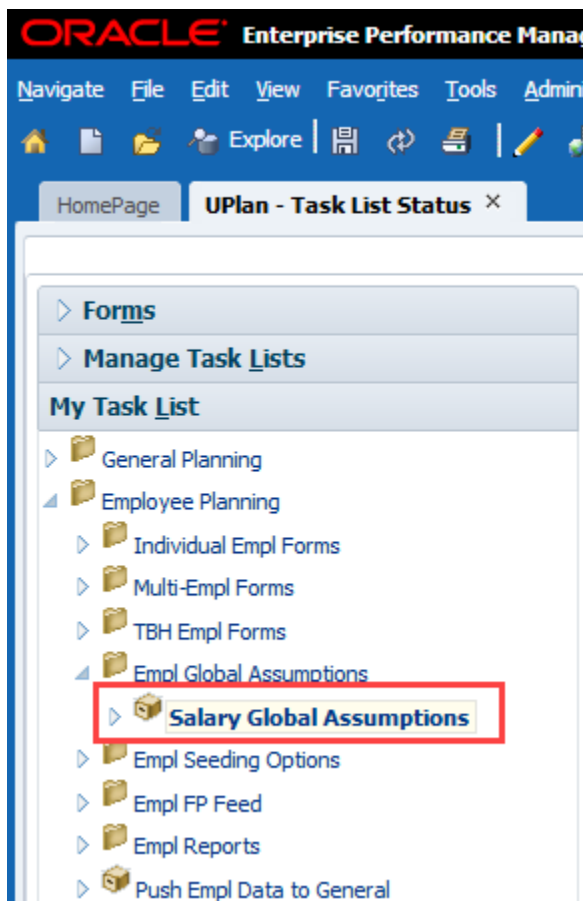 ORACLE Enterprise Performance Manag
Navigate File Edit View Favorites Tools Admini
Explore
HomePage UPlan - Task List Status ×
Forms
Manage Task Lists
My Task List
General Planning
Employee Planning
Individual Empl Forms
Multi-Empl Forms
TBH Empl Forms
Empl Global Assumptions
Salary Global Assumptions
Empl Seeding Options
Empl FP Feed
Empl Reports
Push Empl Data to General